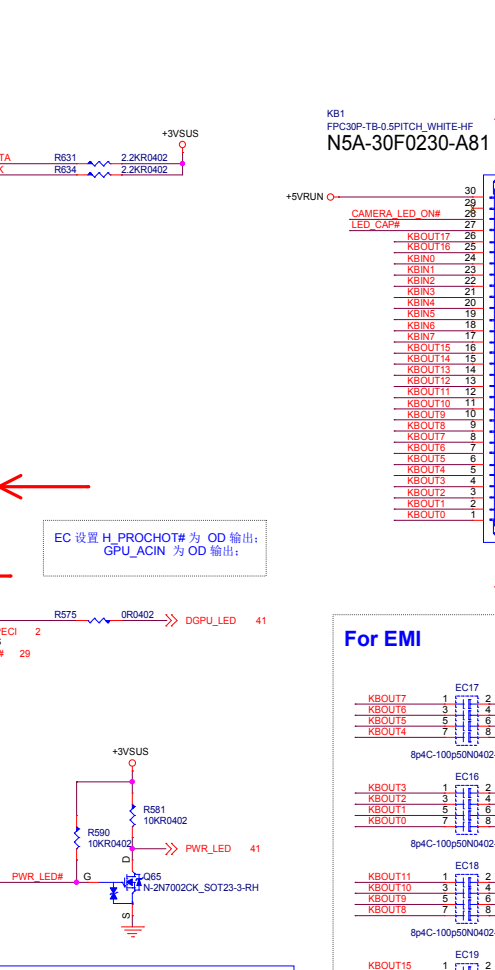 +3VSUS
TA R631 2.2KR0402
K R634 2.2KR0402
KB1
FPC30P-TB-0.5PITCH_WHITE-HF
N5A-30F0230-A81
+5VRUN 30
29
CAMERA_LED_ON# 28
LED_CAP# 27
KBOUT17 26
KBOUT16 25
KBIN0 24
KBIN1 23
KBIN2 22
KBIN3 21
KBIN4 20
KBIN5 19
KBIN6 18
KBIN7 17
KBOUT15 16
KBOUT14 15
KBOUT13 14
KBOUT12 13
KBOUT11 12
KBOUT10 11
KBOUT9 10
KBOUT8 9
KBOUT7 8
KBOUT6 7
KBOUT5 6
KBOUT4 5
KBOUT3 4
KBOUT2 3
KBOUT1 2
KBOUT0 1
EC 设置 H_PROCHOT# 为 OD 输出;
GPU_ACIN 为 OD 输出;
R575 0R0402 DGPU_LED 41
PECI 2
# 29
+3VSUS
R581
10KR0402
R590
10KR0402
PWR_LED 41
PWR_LED# G
D
S
Q65
N-2N7002CK_SOT23-3-RH
For EMI
EC17
KBOUT7 1 2
KBOUT6 3 4
KBOUT5 5 6
KBOUT4 7 8
8p4C-100p50N0402-
EC16
KBOUT3 1 2
KBOUT2 3 4
KBOUT1 5 6
KBOUT0 7 8
8p4C-100p50N0402-
EC18
KBOUT11 1 2
KBOUT10 3 4
KBOUT9 5 6
KBOUT8 7 8
8p4C-100p50N0402-
EC19
KBOUT15 1 2